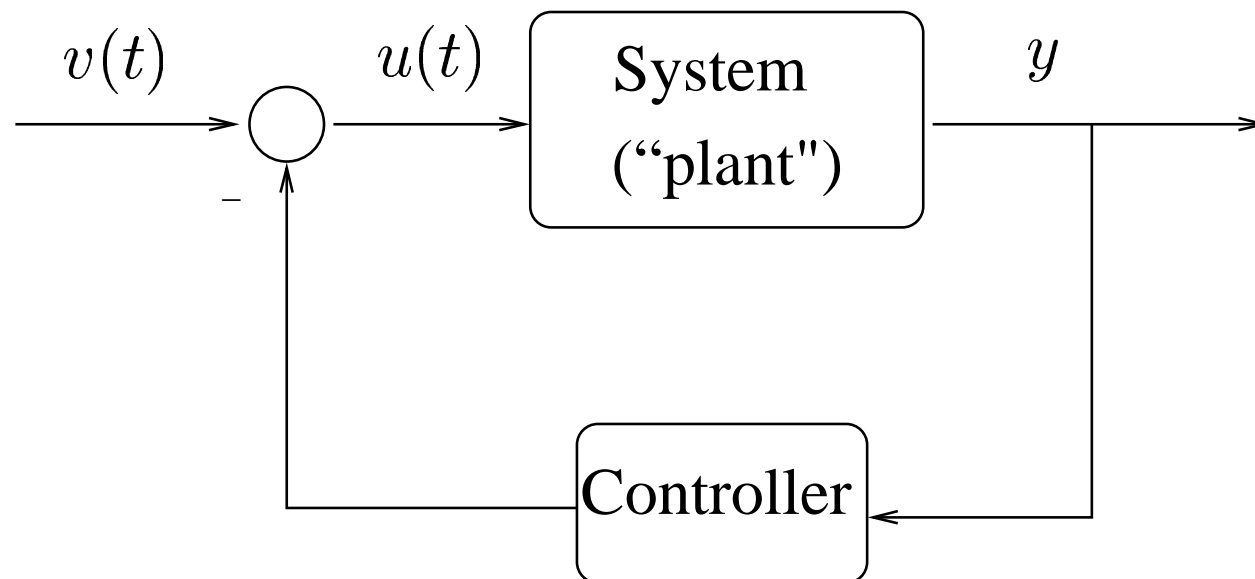 v(t)
u(t)
System
(“plant")
y
−
Controller